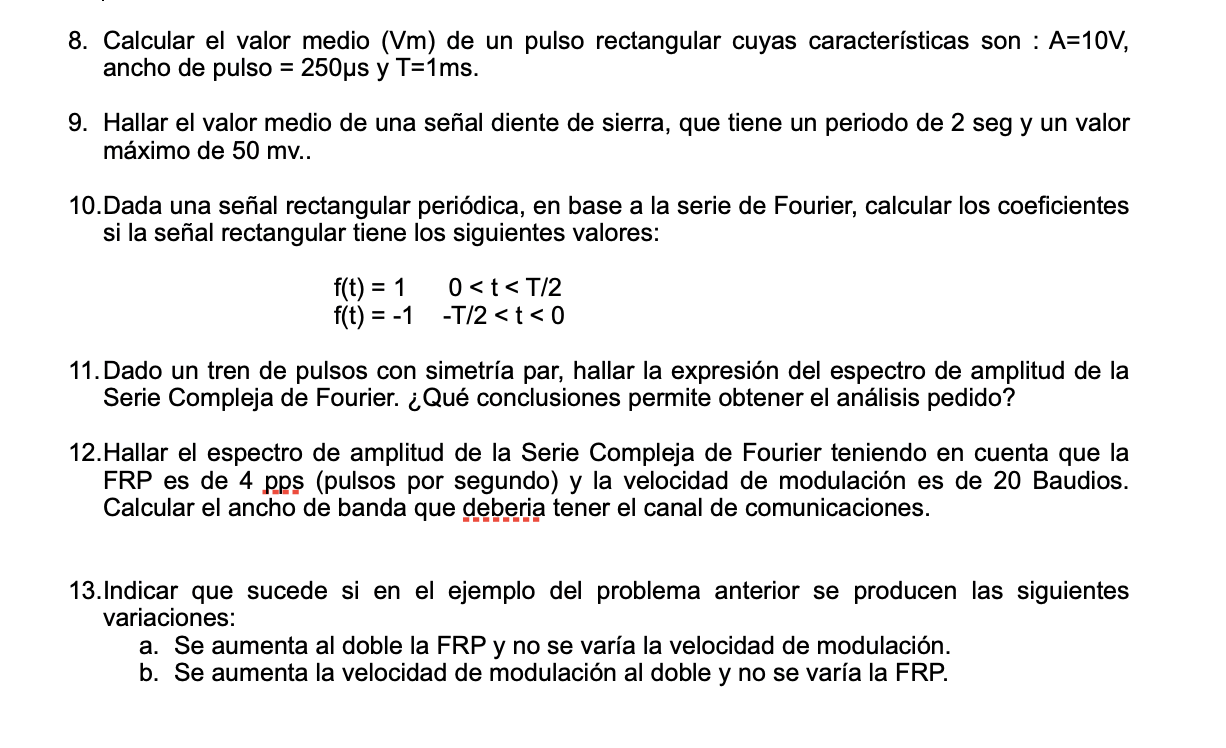 8. Calcular el valor medio (Vm) de un pulso rectangular cuyas características son : A=10V,
ancho de pulso = 250µs y T=1ms.
9. Hallar el valor medio de una señal diente de sierra, que tiene un periodo de 2 seg y un valor
máximo de 50 mv..
10.Dada una señal rectangular periódica, en base a la serie de Fourier, calcular los coeficientes
si la señal rectangular tiene los siguientes valores:
f(t) = 1 0 < t < T/2
f(t) = -1 -T/2 < t < 0
11.Dado un tren de pulsos con simetría par, hallar la expresión del espectro de amplitud de la
Serie Compleja de Fourier. ¿Qué conclusiones permite obtener el análisis pedido?
12.Hallar el espectro de amplitud de la Serie Compleja de Fourier teniendo en cuenta que la
FRP es de 4 pps (pulsos por segundo) y la velocidad de modulación es de 20 Baudios.
Calcular el ancho de banda que deberia tener el canal de comunicaciones.
13.Indicar que sucede si en el ejemplo del problema anterior se producen las siguientes
variaciones:
a. Se aumenta al doble la FRP y no se varía la velocidad de modulación.
b. Se aumenta la velocidad de modulación al doble y no se varía la FRP.